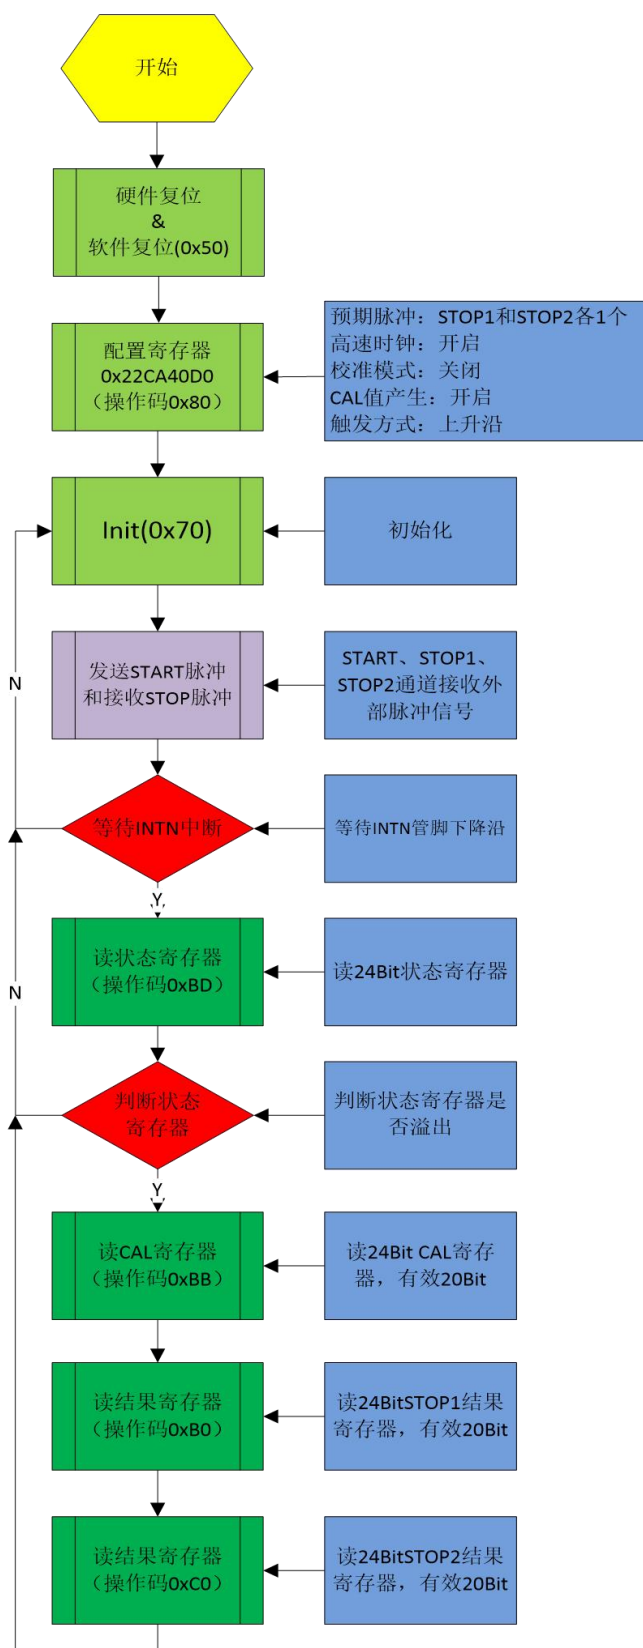 开始
硬件复位
&
软件复位(0x50)
配置寄存器
0x22CA40D0
（操作码0x80）
预期脉冲：STOP1和STOP2各1个
高速时钟：开启
校准模式：关闭
CAL值产生：开启
触发方式：上升沿
Init(0x70)
初始化
N
发送START脉冲
和接收STOP脉冲
START、STOP1、
STOP2通道接收外
部脉冲信号
等待INTN中断
等待INTN管脚下降沿
Y
读状态寄存器
（操作码0xBD）
读24Bit状态寄存器
N
判断状态
寄存器
判断状态寄存器是
否溢出
Y
读CAL寄存器
（操作码0xBB）
读24Bit CAL寄存
器，有效20Bit
读结果寄存器
（操作码0xB0）
读24BitSTOP1结果
寄存器，有效20Bit
读结果寄存器
（操作码0xC0）
读24BitSTOP2结果
寄存器，有效20Bit